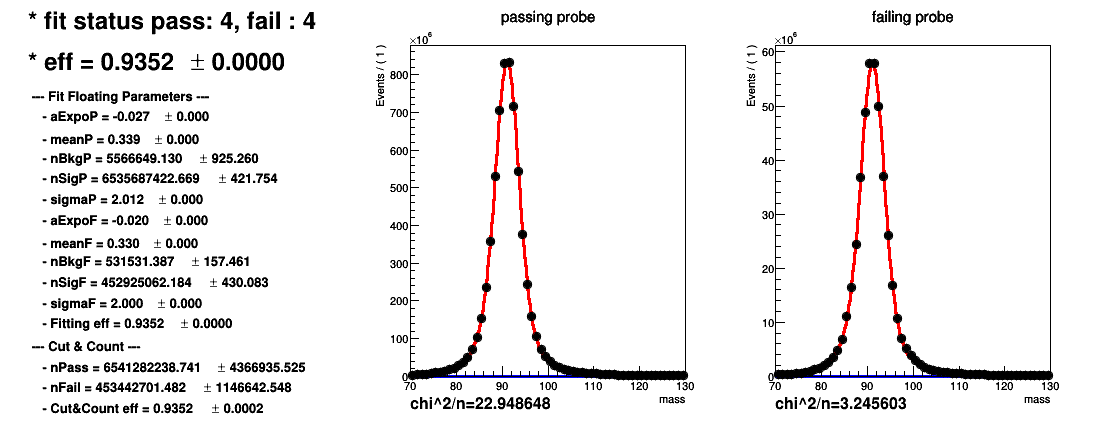 * fit status pass: 4, fail : 4
* eff = 0.9352 ± 0.0000
--- Fit Floating Parameters ---
- aExpoP = -0.027 ± 0.000
- meanP = 0.339 ± 0.000
- nBkgP = 5566649.130 ± 925.260
- nSigP = 6535687422.669 ± 421.754
- sigmaP = 2.012 ± 0.000
- aExpoF = -0.020 ± 0.000
- meanF = 0.330 ± 0.000
- nBkgF = 531531.387 ± 157.461
- nSigF = 452925062.184 ± 430.083
- sigmaF = 2.000 ± 0.000
- Fitting eff = 0.9352 ± 0.0000
--- Cut & Count ---
- nPass = 6541282238.741 ± 4366935.525
- nFail = 453442701.482 ± 1146642.548
- Cut&Count eff = 0.9352 ± 0.0002
passing probe
×10^6
Events / ( 1 )
800
700
600
500
400
300
200
100
0
70 80 90 100 110 120 130
mass
chi^2/n=22.948648
failing probe
×10^6
Events / ( 1 )
60
50
40
30
20
10
0
70 80 90 100 110 120 130
mass
chi^2/n=3.245603